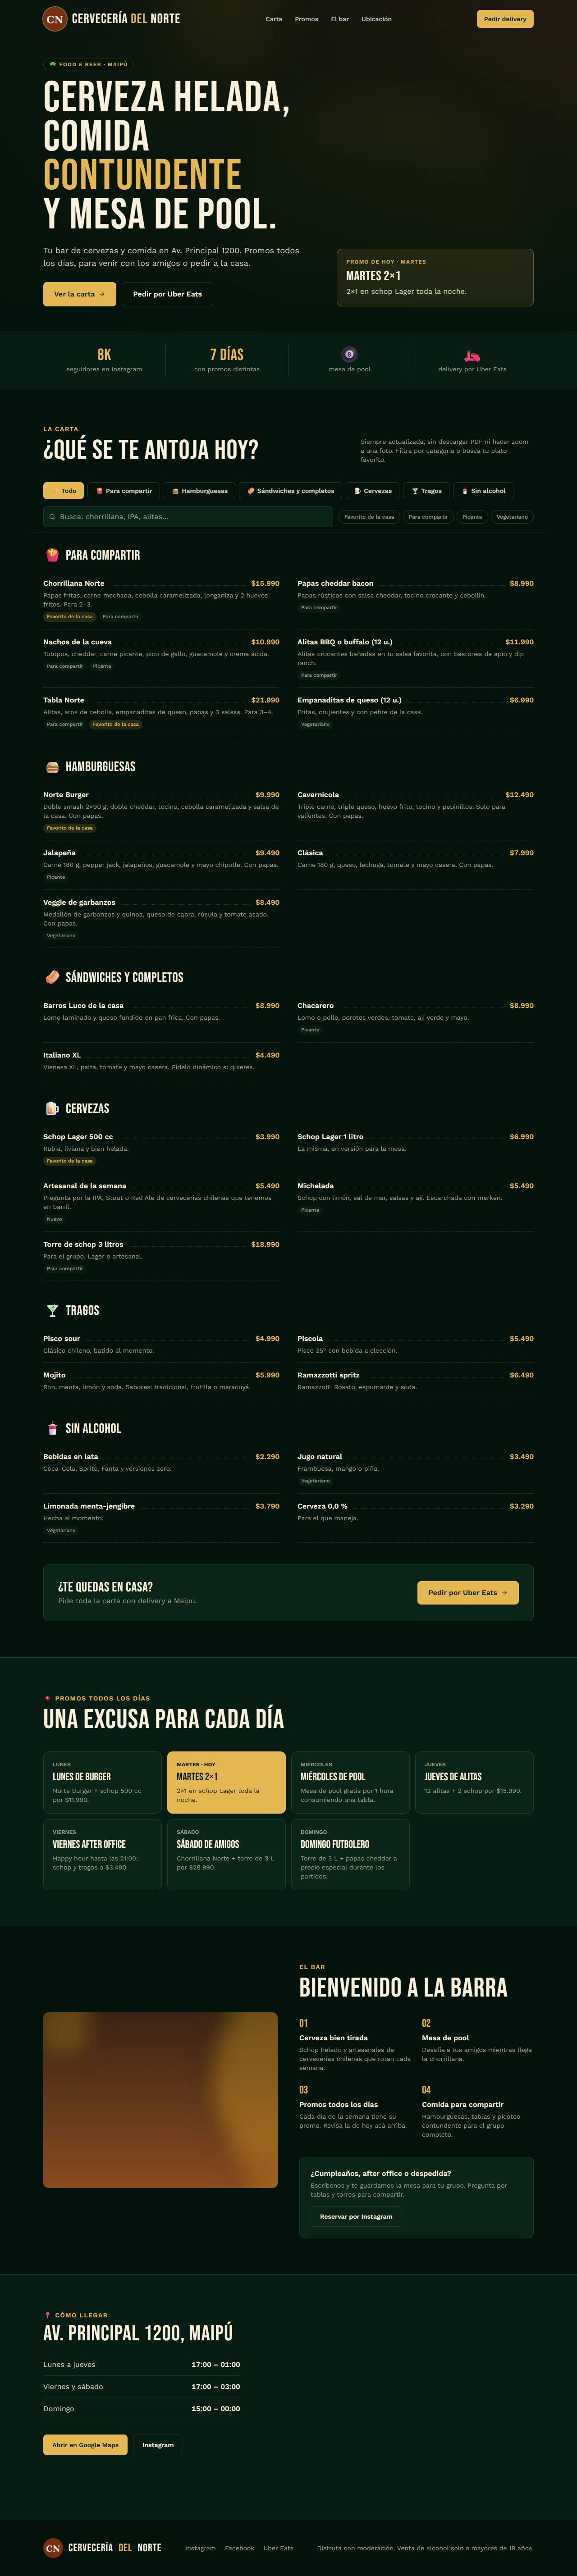 CN CERVECERÍA DEL NORTE
Carta
Promos
El bar
Ubicación
Pedir delivery
FOOD & BEER · MAIPÚ
CERVEZA HELADA,
COMIDA
CONTUNDENTE
Y MESA DE POOL.
Tu bar de cervezas y comida en Av. Principal 1200. Promos todos
los días, para venir con los amigos o pedir a la casa.
Ver la carta →
Pedir por Uber Eats
PROMO DE HOY · MARTES
MARTES 2×1
2×1 en schop Lager toda la noche.
8K
seguidores en Instagram
7 DÍAS
con promos distintas
8
mesa de pool
delivery por Uber Eats
LA CARTA
¿QUÉ SE TE ANTOJA HOY?
Siempre actualizada, sin descargar PDF ni hacer zoom
a una foto. Filtra por categoría o busca tu plato
favorito.
Todo
Para compartir
Hamburguesas
Sándwiches y completos
Cervezas
Tragos
Sin alcohol
Busca: chorrillana, IPA, alitas...
Favorito de la casa
Para compartir
Picante
Vegetariano
PARA COMPARTIR
Chorrillana Norte $15.990
Papas fritas, carne mechada, cebolla caramelizada, longaniza y 2 huevos
fritos. Para 2–3.
Favorito de la casa Para compartir
Papas cheddar bacon $8.990
Papas rústicas con salsa cheddar, tocino crocante y cebollín.
Para compartir
Nachos de la cueva $10.990
Totopos, cheddar, carne picante, pico de gallo, guacamole y crema ácida.
Para compartir Picante
Alitas BBQ o buffalo (12 u.) $11.990
Alitas crocantes bañadas en tu salsa favorita, con bastones de apio y dip
ranch.
Para compartir
Tabla Norte $21.990
Alitas, aros de cebolla, empanaditas de queso, papas y 3 salsas. Para 3–4.
Para compartir Favorito de la casa
Empanaditas de queso (12 u.) $6.990
Fritas, crujientes y con pebre de la casa.
Vegetariano
HAMBURGUESAS
Norte Burger $9.990
Doble smash 2×90 g, doble cheddar, tocino, cebolla caramelizada y salsa de
la casa. Con papas.
Favorito de la casa
Cavernícola $12.490
Triple carne, triple queso, huevo frito, tocino y pepinillos. Solo para
valientes. Con papas.
Jalapeña $9.490
Carne 180 g, pepper jack, jalapeños, guacamole y mayo chipotle. Con papas.
Picante
Clásica $7.990
Carne 180 g, queso, lechuga, tomate y mayo casera. Con papas.
Veggie de garbanzos $8.490
Medallón de garbanzos y quinoa, queso de cabra, rúcula y tomate asado.
Con papas.
Vegetariano
SÁNDWICHES Y COMPLETOS
Barros Luco de la casa $8.990
Lomo laminado y queso fundido en pan frica. Con papas.
Chacarero $8.990
Lomo o pollo, porotos verdes, tomate, ají verde y mayo.
Picante
Italiano XL $4.490
Vienesa XL, palta, tomate y mayo casera. Pídelo dinámico si quieres.
CERVEZAS
Schop Lager 500 cc $3.990
Rubia, liviana y bien helada.
Favorito de la casa
Schop Lager 1 litro $6.990
La misma, en versión para la mesa.
Artesanal de la semana $5.490
Pregunta por la IPA, Stout o Red Ale de cervecerías chilenas que tenemos
en barril.
Nuevo
Michelada $5.490
Schop con limón, sal de mar, salsas y ají. Escarchada con merkén.
Picante
Torre de schop 3 litros $18.990
Para el grupo. Lager o artesanal.
Para compartir
TRAGOS
Pisco sour $4.990
Clásico chileno, batido al momento.
Piscola $5.490
Pisco 35° con bebida a elección.
Mojito $5.990
Ron, menta, limón y soda. Sabores: tradicional, frutilla o maracuyá.
Ramazzotti spritz $6.490
Ramazzotti Rosato, espumante y soda.
SIN ALCOHOL
Bebidas en lata $2.290
Coca-Cola, Sprite, Fanta y versiones zero.
Jugo natural $3.490
Frambuesa, mango o piña.
Vegetariano
Limonada menta-jengibre $3.790
Hecha al momento.
Vegetariano
Cerveza 0,0 % $3.290
Para el que maneja.
¿TE QUEDAS EN CASA?
Pide toda la carta con delivery a Maipú.
Pedir por Uber Eats →
PROMOS TODOS LOS DÍAS
UNA EXCUSA PARA CADA DÍA
LUNES
LUNES DE BURGER
Norte Burger + schop 500 cc
por $11.990.
MARTES · HOY
MARTES 2×1
2×1 en schop Lager toda la
noche.
MIÉRCOLES
MIÉRCOLES DE POOL
Mesa de pool gratis por 1 hora
consumiendo una tabla.
JUEVES
JUEVES DE ALITAS
12 alitas + 2 schop por $15.990.
VIERNES
VIERNES AFTER OFFICE
Happy hour hasta las 21:00:
schop y tragos a $3.490.
SÁBADO
SÁBADO DE AMIGOS
Chorrillana Norte + torre de 3 L
por $29.990.
DOMINGO
DOMINGO FUTBOLERO
Torre de 3 L + papas cheddar a
precio especial durante los
partidos.
EL BAR
BIENVENIDO A LA BARRA
01
Cerveza bien tirada
Schop helado y artesanales de
cervecerías chilenas que rotan cada
semana.
02
Mesa de pool
Desafía a tus amigos mientras llega
la chorrillana.
03
Promos todos los días
Cada día de la semana tiene su
promo. Revisa la de hoy acá arriba.
04
Comida para compartir
Hamburguesas, tablas y picoteo
contundente para el grupo
completo.
¿Cumpleaños, after office o despedida?
Escríbenos y te guardamos la mesa para tu grupo. Pregunta por
tablas y torres para compartir.
Reservar por Instagram
CÓMO LLEGAR
AV. PRINCIPAL 1200, MAIPÚ
Lunes a jueves 17:00 – 01:00
Viernes y sábado 17:00 – 03:00
Domingo 15:00 – 00:00
Abrir en Google Maps
Instagram
CN CERVECERÍA DEL NORTE
Instagram
Facebook
Uber Eats
Disfruta con moderación. Venta de alcohol solo a mayores de 18 años.